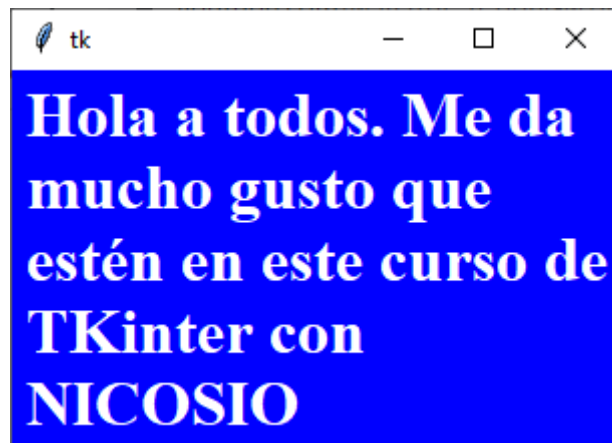 tk
Hola a todos. Me da
mucho gusto que
estén en este curso de
TKinter con
NICOSIO